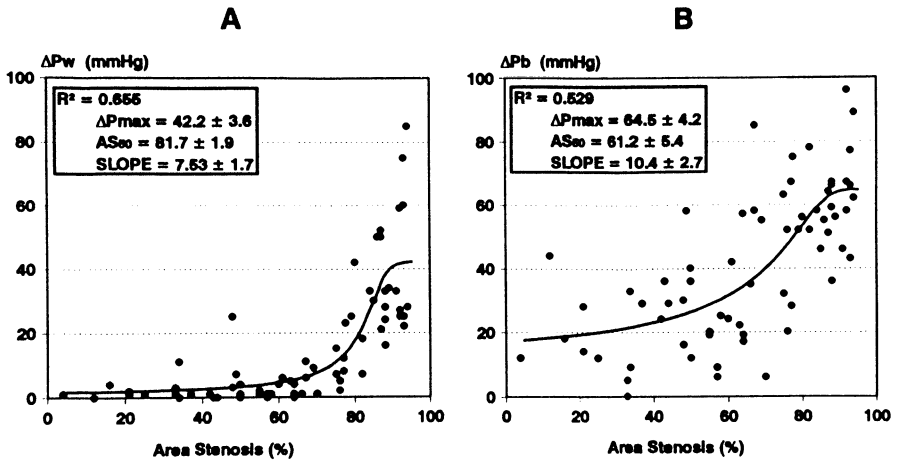 A
ΔPw (mmHg)
100
80
60
40
20
0
R² = 0.655
ΔPmax = 42.2 ± 3.6
AS₅₀ = 81.7 ± 1.9
SLOPE = 7.53 ± 1.7
0 20 40 60 80 100
Area Stenosis (%)
B
ΔPb (mmHg)
100
80
60
40
20
0
R² = 0.529
ΔPmax = 64.5 ± 4.2
AS₅₀ = 61.2 ± 5.4
SLOPE = 10.4 ± 2.7
0 20 40 60 80 100
Area Stenosis (%)